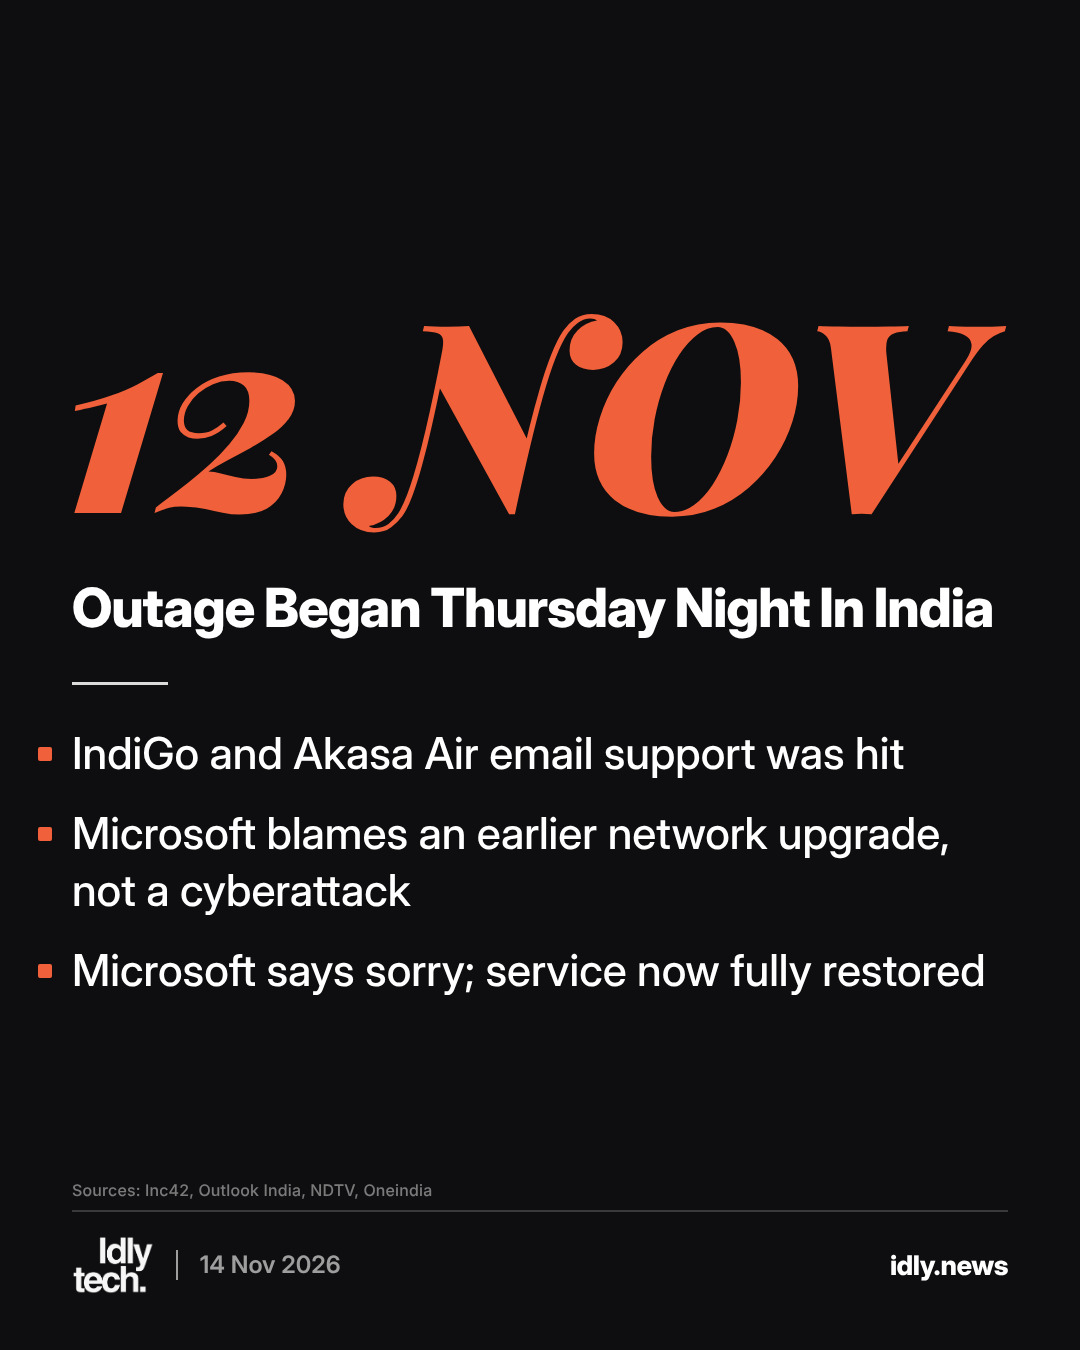 12 NOV
Outage Began Thursday Night In India
IndiGo and Akasa Air email support was hit
Microsoft blames an earlier network upgrade,
not a cyberattack
Microsoft says sorry; service now fully restored
Sources: Inc42, Outlook India, NDTV, Oneindia
Idly
tech.
14 Nov 2026
idly.news